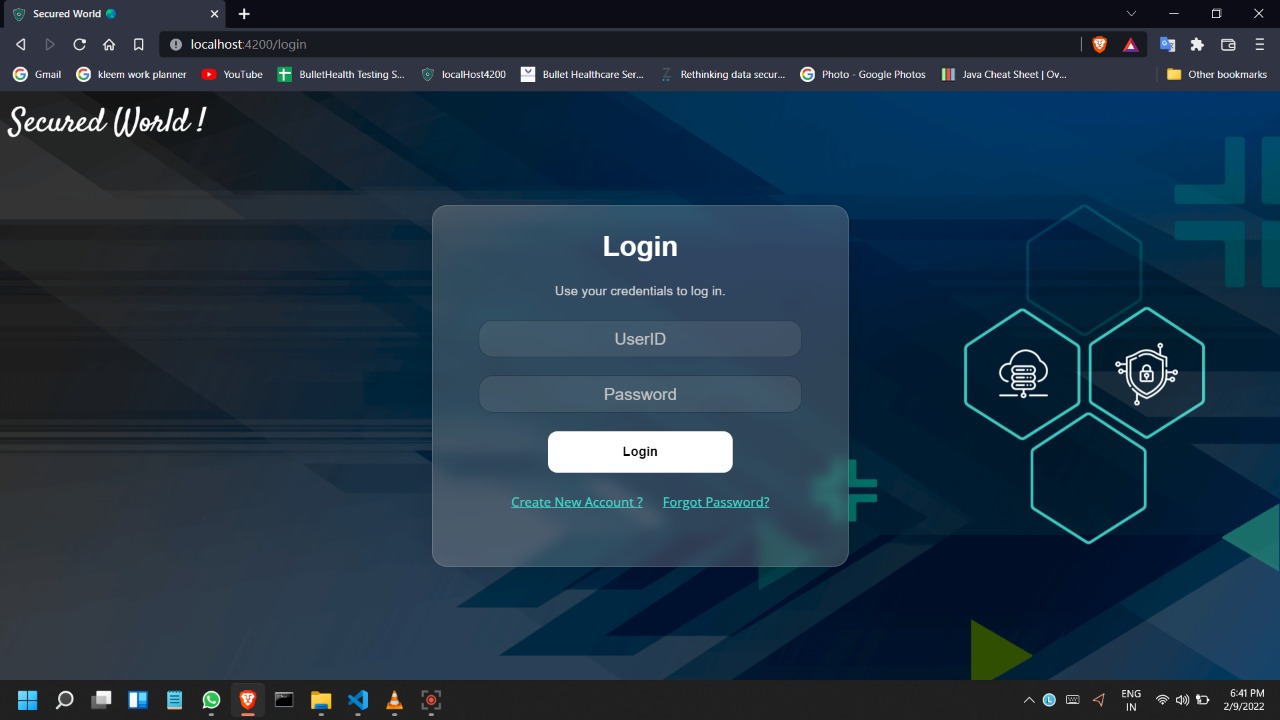 Secured World
localhost:4200/login
Gmail
kleem work planner
YouTube
BulletHealth Testing S...
localHost4200
Bullet Healthcare Ser...
Rethinking data secur...
Photo - Google Photos
Java Cheat Sheet | Ov...
Other bookmarks
Secured World !
Login
Use your credentials to log in.
UserID
Password
Login
Create New Account ?
Forgot Password?
ENG
IN
6:41 PM
2/9/2022